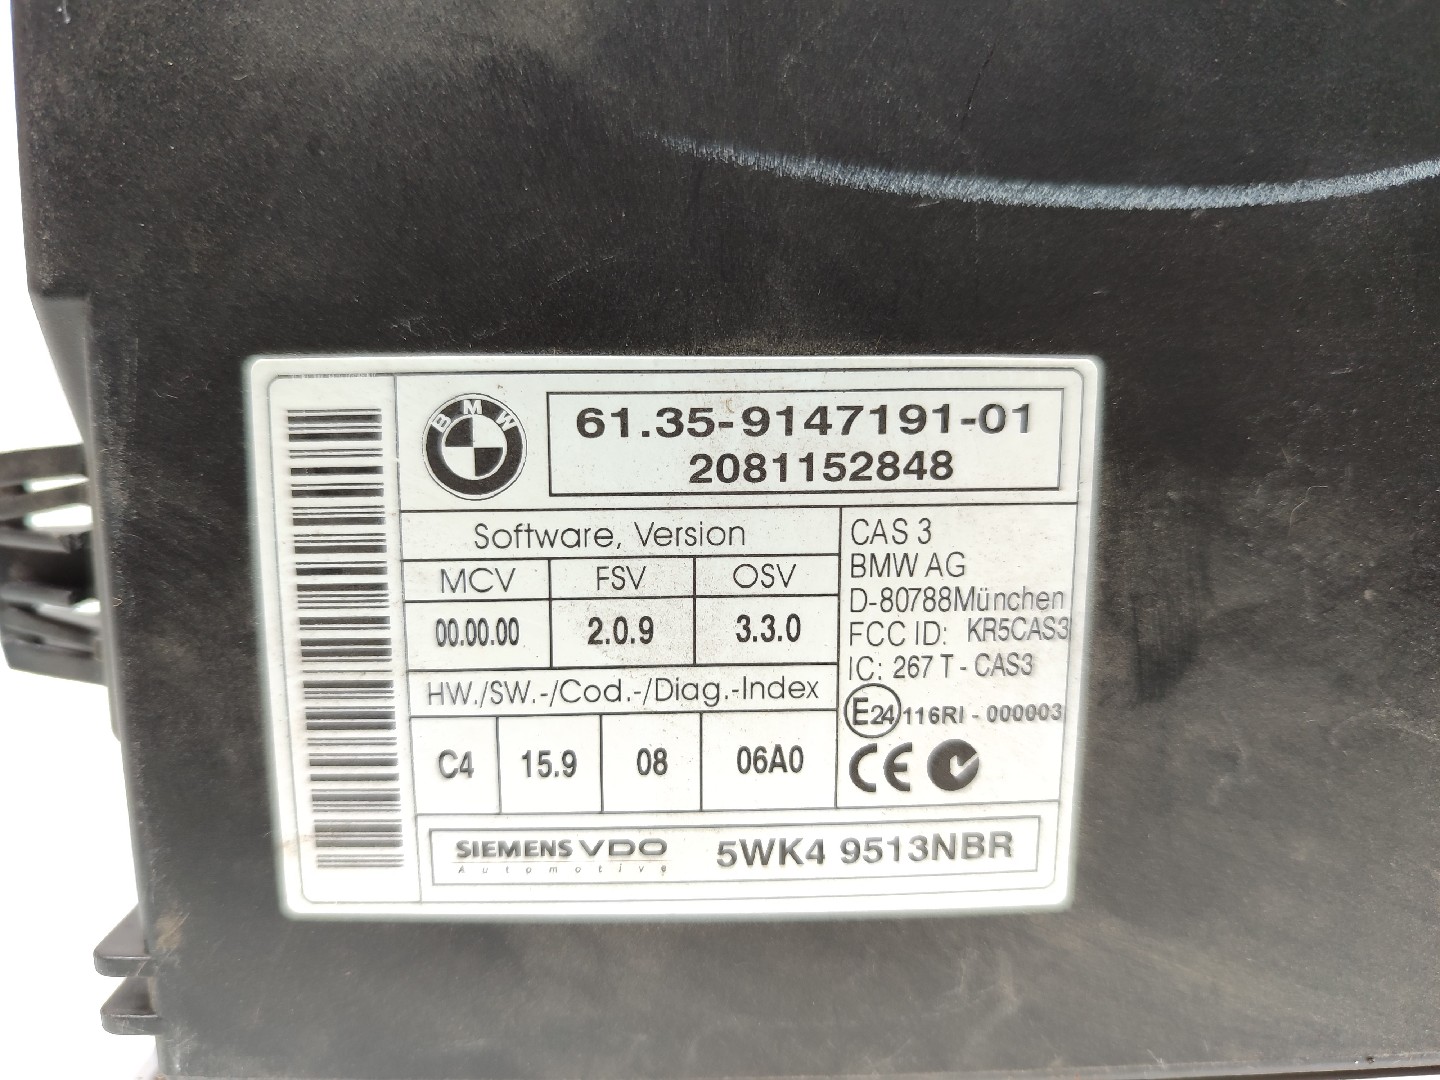 BMW
61.35-9147191-01
2081152848
Software, Version
MCV FSV OSV
00.00.00 2.0.9 3.3.0
HW./SW.-/Cod.-/Diag.-Index
C4 15.9 08 06A0
CAS 3
BMW AG
D-80788München
FCC ID: KR5CAS3
IC: 267 T - CAS3
E24 116RI - 000003
CE
SIEMENS VDO 5WK4 9513NBR
Automotive